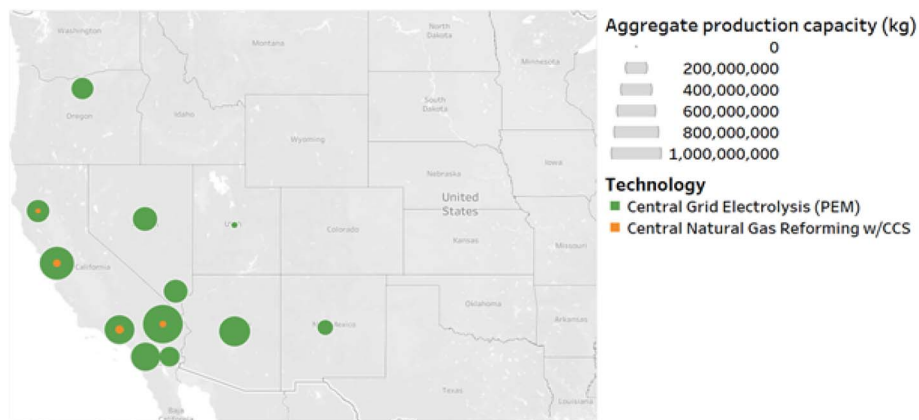 Aggregate production capacity (kg)
0
200,000,000
400,000,000
600,000,000
800,000,000
1,000,000,000
Technology
Central Grid Electrolysis (PEM)
Central Natural Gas Reforming w/CCS
Washington
Montana
North
Dakota
Minnesota
Oregon
Idaho
South
Dakota
Wyoming
Iowa
Nebraska
United
States
Colorado
Kansas
Missouri
California
Oklahoma
Arkansas
Mexico
Texas
Louisiana
Baja
California